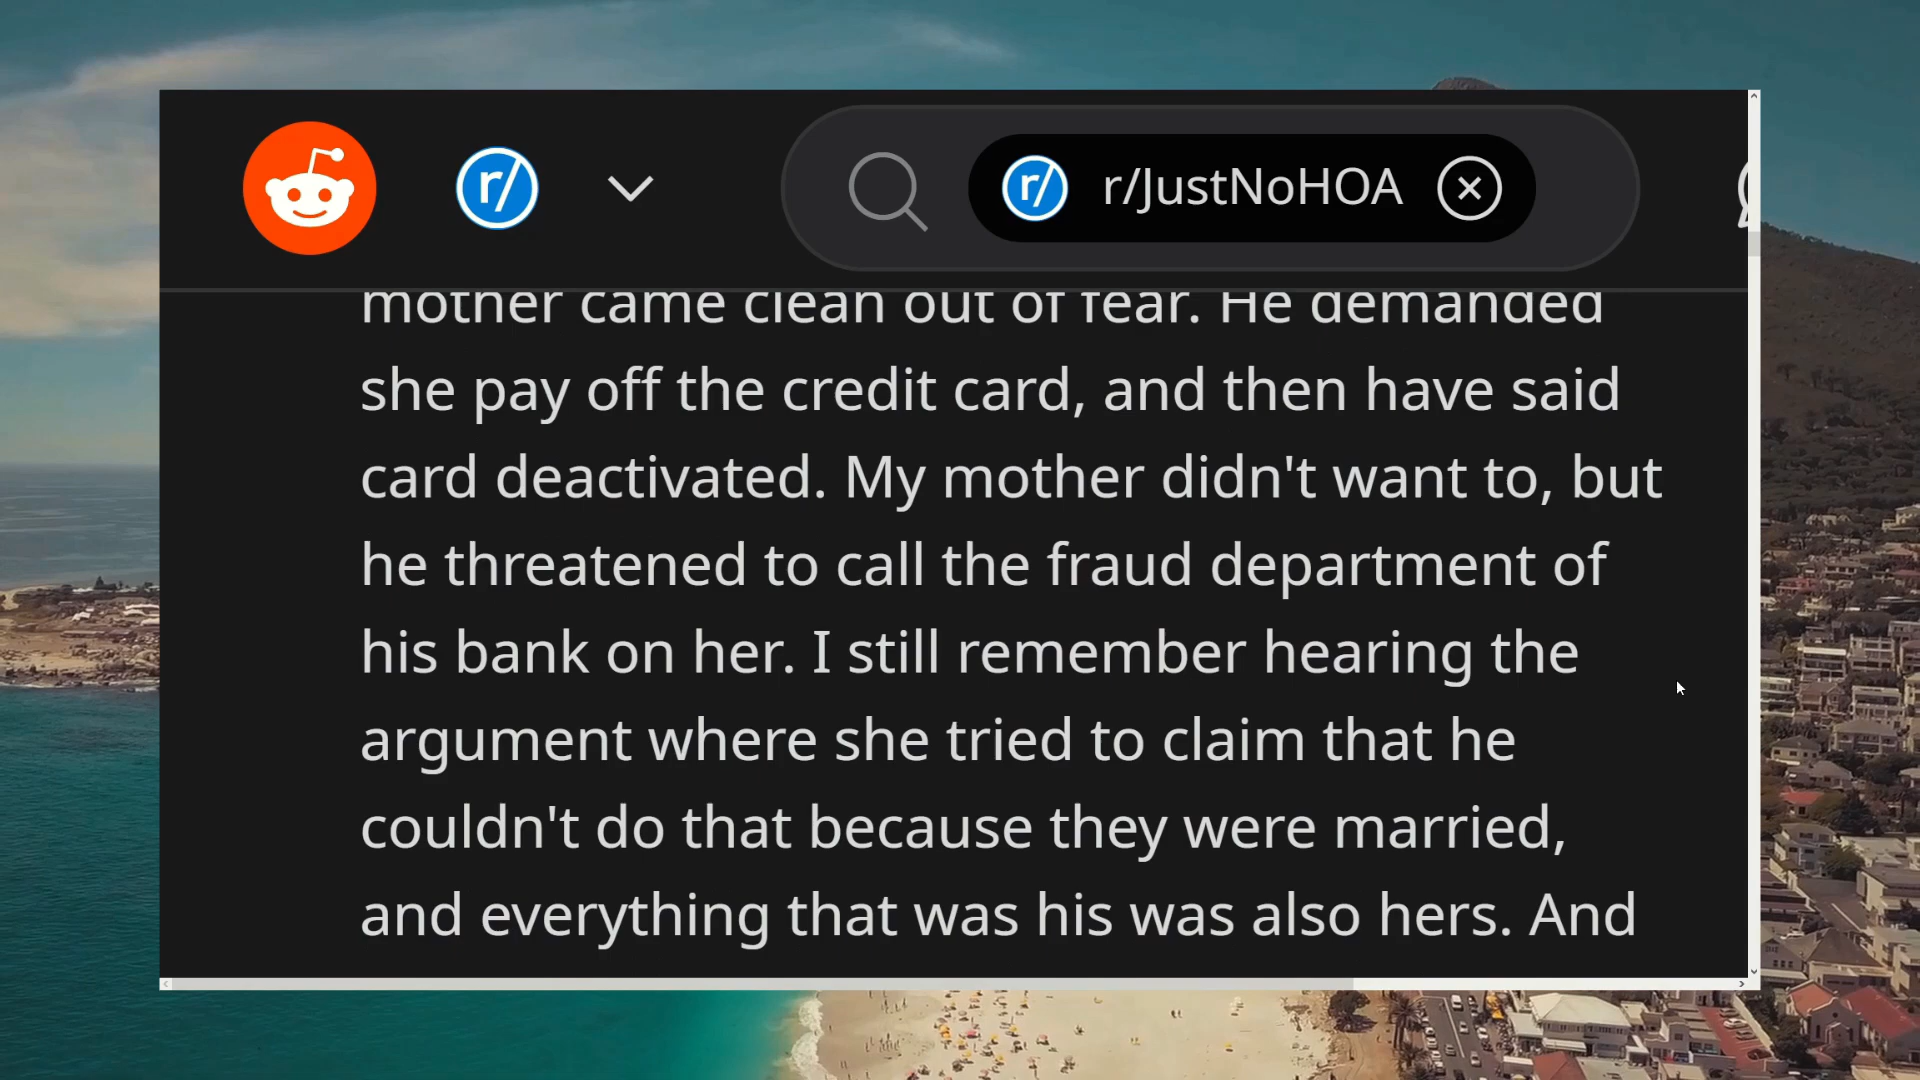 r/
r/ r/JustNoHOA
mother came clean out of fear. He demanded
she pay off the credit card, and then have said
card deactivated. My mother didn't want to, but
he threatened to call the fraud department of
his bank on her. I still remember hearing the
argument where she tried to claim that he
couldn't do that because they were married,
and everything that was his was also hers. And